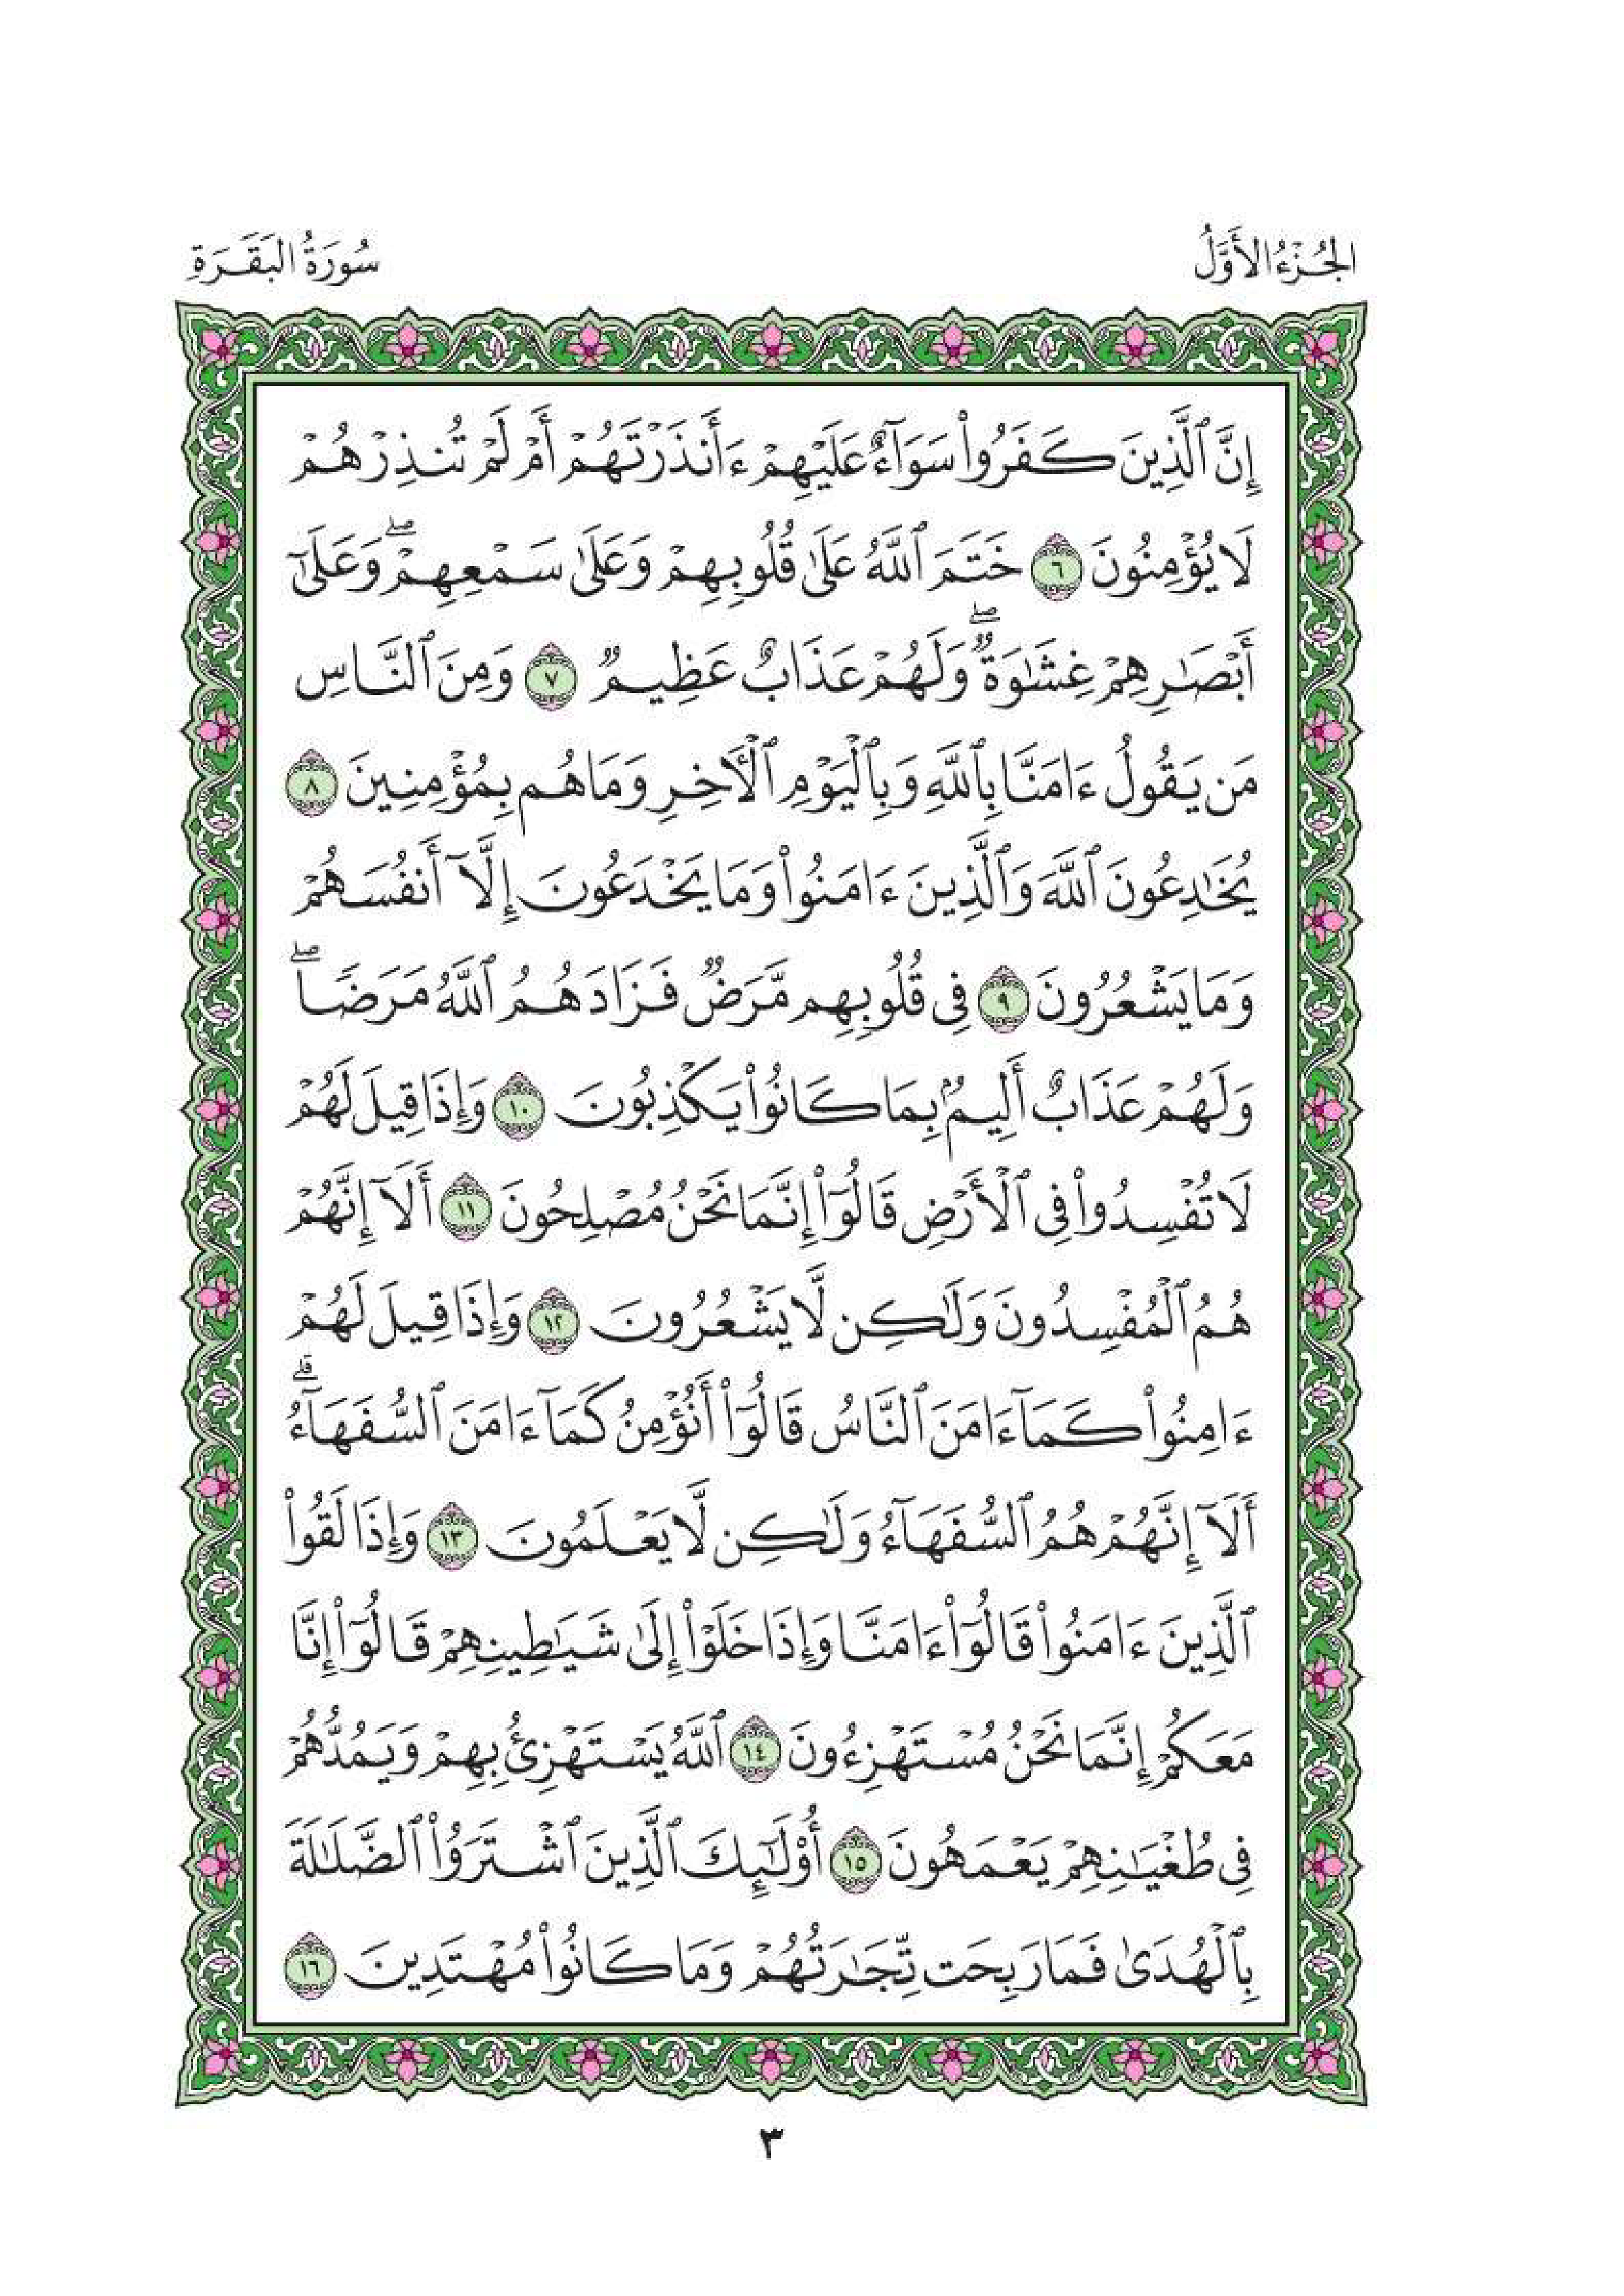 الجُزْءُ الأَوَّلُ
سُورَةُ البَقَرَةِ
إِنَّ ٱلَّذِينَ كَفَرُوا۟ سَوَآءٌ عَلَيْهِمْ ءَأَنذَرْتَهُمْ أَمْ لَمْ تُنذِرْهُمْ
لَا يُؤْمِنُونَ ٦ خَتَمَ ٱللَّهُ عَلَىٰ قُلُوبِهِمْ وَعَلَىٰ سَمْعِهِمْ ۖ وَعَلَىٰٓ
أَبْصَـٰرِهِمْ غِشَـٰوَةٌ ۖ وَلَهُمْ عَذَابٌ عَظِيمٌ ٧ وَمِنَ ٱلنَّاسِ
مَن يَقُولُ ءَامَنَّا بِٱللَّهِ وَبِٱلْيَوْمِ ٱلْـَٔاخِرِ وَمَا هُم بِمُؤْمِنِينَ ٨
يُخَـٰدِعُونَ ٱللَّهَ وَٱلَّذِينَ ءَامَنُوا۟ وَمَا يَخْدَعُونَ إِلَّآ أَنفُسَهُمْ
وَمَا يَشْعُرُونَ ٩ فِى قُلُوبِهِم مَّرَضٌ فَزَادَهُمُ ٱللَّهُ مَرَضًا ۖ
وَلَهُمْ عَذَابٌ أَلِيمٌۢ بِمَا كَانُوا۟ يَكْذِبُونَ ١٠ وَإِذَا قِيلَ لَهُمْ
لَا تُفْسِدُوا۟ فِى ٱلْأَرْضِ قَالُوٓا۟ إِنَّمَا نَحْنُ مُصْلِحُونَ ١١ أَلَآ إِنَّهُمْ
هُمُ ٱلْمُفْسِدُونَ وَلَـٰكِن لَّا يَشْعُرُونَ ١٢ وَإِذَا قِيلَ لَهُمْ
ءَامِنُوا۟ كَمَآ ءَامَنَ ٱلنَّاسُ قَالُوٓا۟ أَنُؤْمِنُ كَمَآ ءَامَنَ ٱلسُّفَهَآءُ ۗ
أَلَآ إِنَّهُمْ هُمُ ٱلسُّفَهَآءُ وَلَـٰكِن لَّا يَعْلَمُونَ ١٣ وَإِذَا لَقُوا۟
ٱلَّذِينَ ءَامَنُوا۟ قَالُوٓا۟ ءَامَنَّا وَإِذَا خَلَوْا۟ إِلَىٰ شَيَـٰطِينِهِمْ قَالُوٓا۟ إِنَّا
مَعَكُمْ إِنَّمَا نَحْنُ مُسْتَهْزِءُونَ ١٤ ٱللَّهُ يَسْتَهْزِئُ بِهِمْ وَيَمُدُّهُمْ
فِى طُغْيَـٰنِهِمْ يَعْمَهُونَ ١٥ أُو۟لَـٰٓئِكَ ٱلَّذِينَ ٱشْتَرَوُا۟ ٱلضَّلَـٰلَةَ
بِٱلْهُدَىٰ فَمَا رَبِحَت تِّجَـٰرَتُهُمْ وَمَا كَانُوا۟ مُهْتَدِينَ ١٦
٣